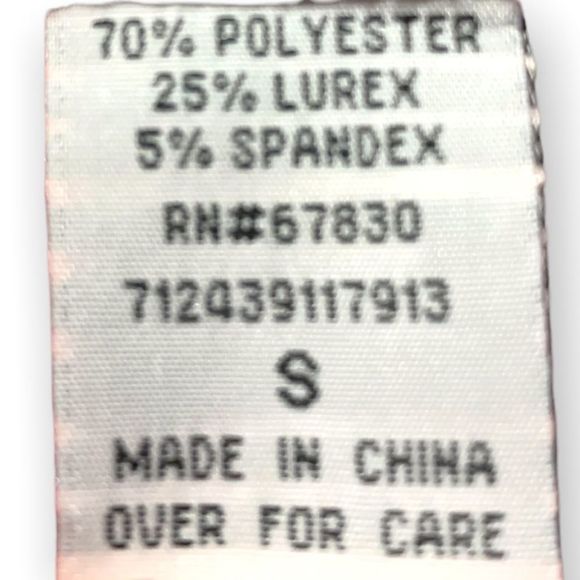 70% POLYESTER
25% LUREX
5% SPANDEX
RN#67830
712439117913
S
MADE IN CHINA
OVER FOR CARE